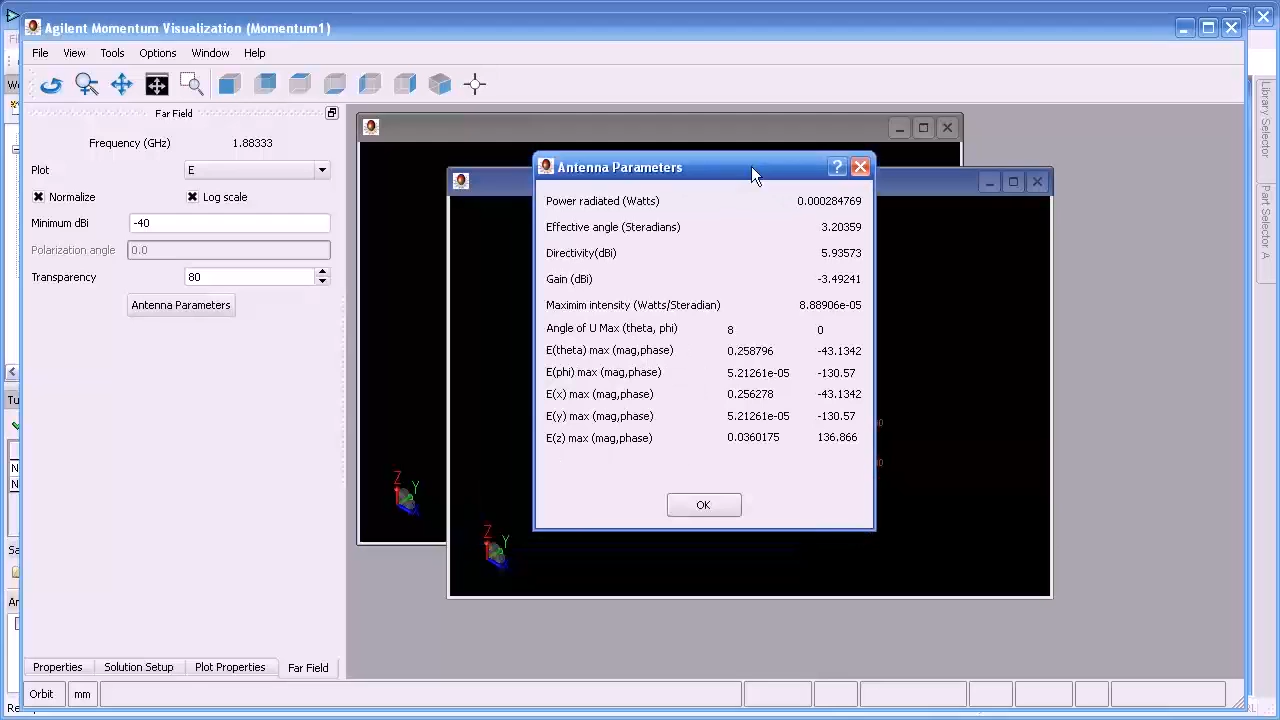 Agilent Momentum Visualization (Momentum1)
File View Tools Options Window Help
Far Field
Frequency (GHz) 1.88333
Plot E
Normalize Log scale
Minimum dBi -40
Polarization angle 0.0
Transparency 80
Antenna Parameters
Antenna Parameters
Power radiated (Watts) 0.000284769
Effective angle (Steradians) 3.20359
Directivity(dBi) 5.93573
Gain (dBi) -3.49241
Maximim intensity (Watts/Steradian) 8.88906e-05
Angle of U Max (theta, phi) 8 0
E(theta) max (mag,phase) 0.258796 -43.1342
E(phi) max (mag,phase) 5.21261e-05 -130.57
E(x) max (mag,phase) 0.256278 -43.1342
E(y) max (mag,phase) 5.21261e-05 -130.57
E(z) max (mag,phase) 0.0360175 136.866
OK
Z
Y
Z
Y
Library Selector
Part Selector A
Properties Solution Setup Plot Properties Far Field
Orbit mm